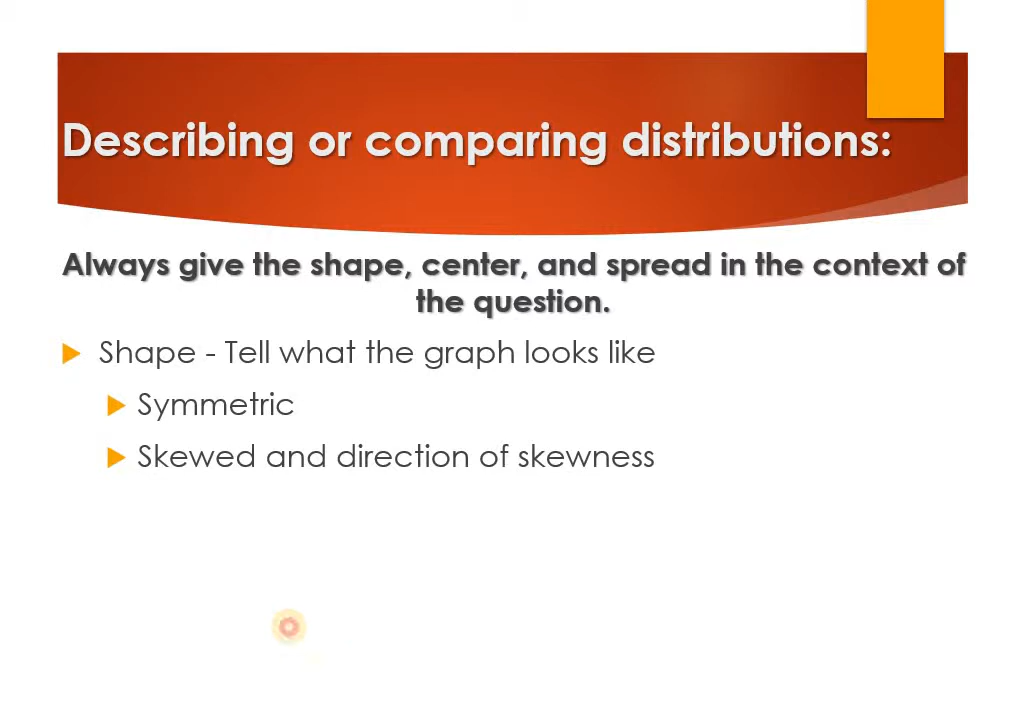 Describing or comparing distributions:
Always give the shape, center, and spread in the context of
the question.
Shape - Tell what the graph looks like
Symmetric
Skewed and direction of skewness